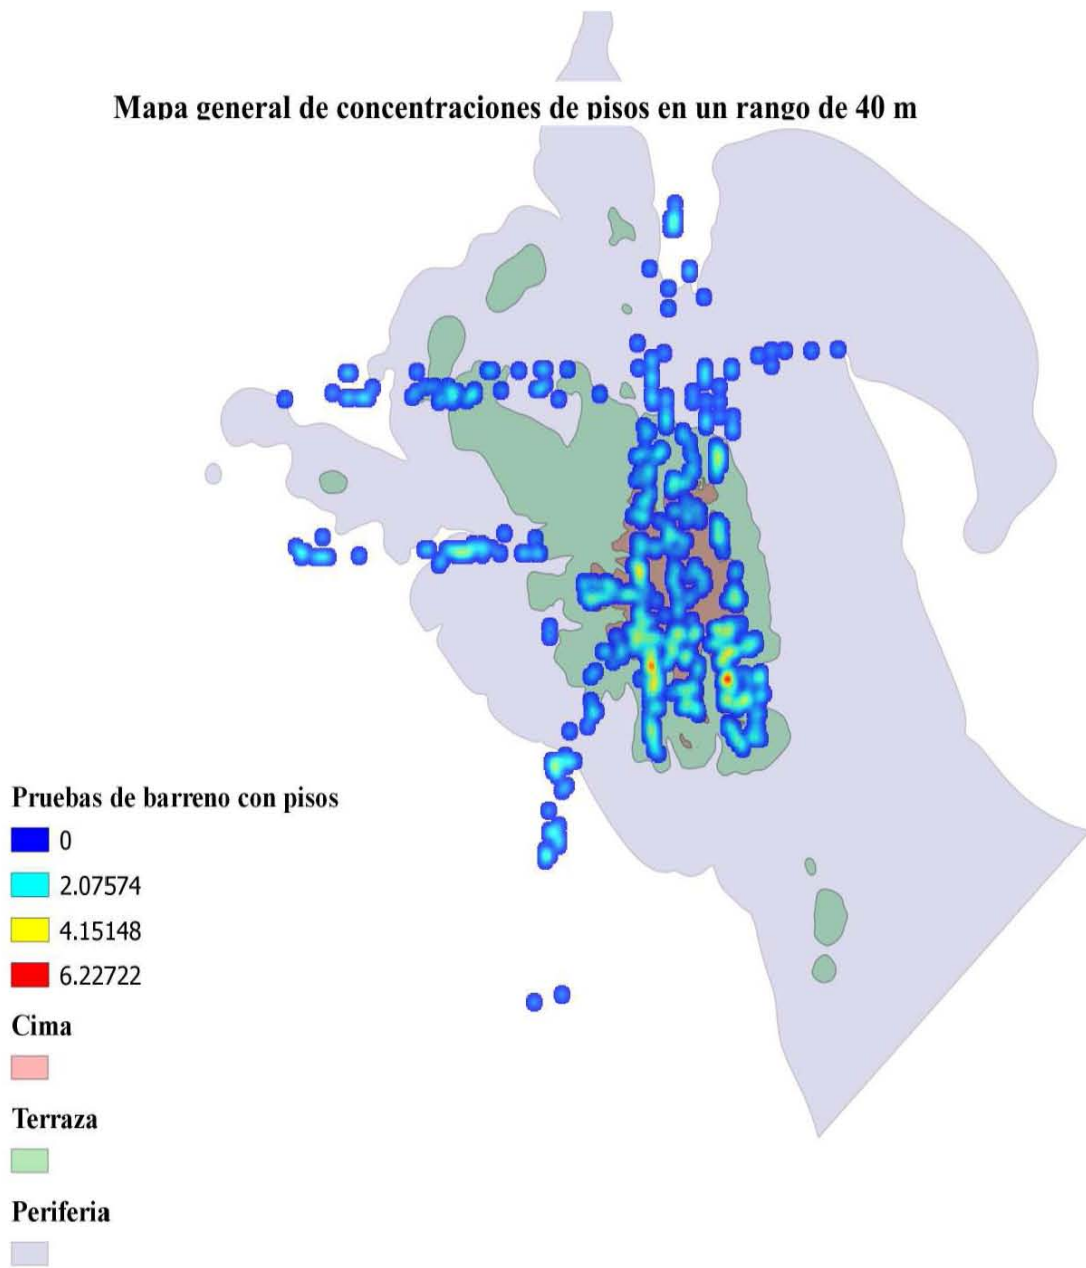 Mapa general de concentraciones de pisos en un rango de 40 m
Pruebas de barreno con pisos
0
2.07574
4.15148
6.22722
Cima
Terraza
Periferia